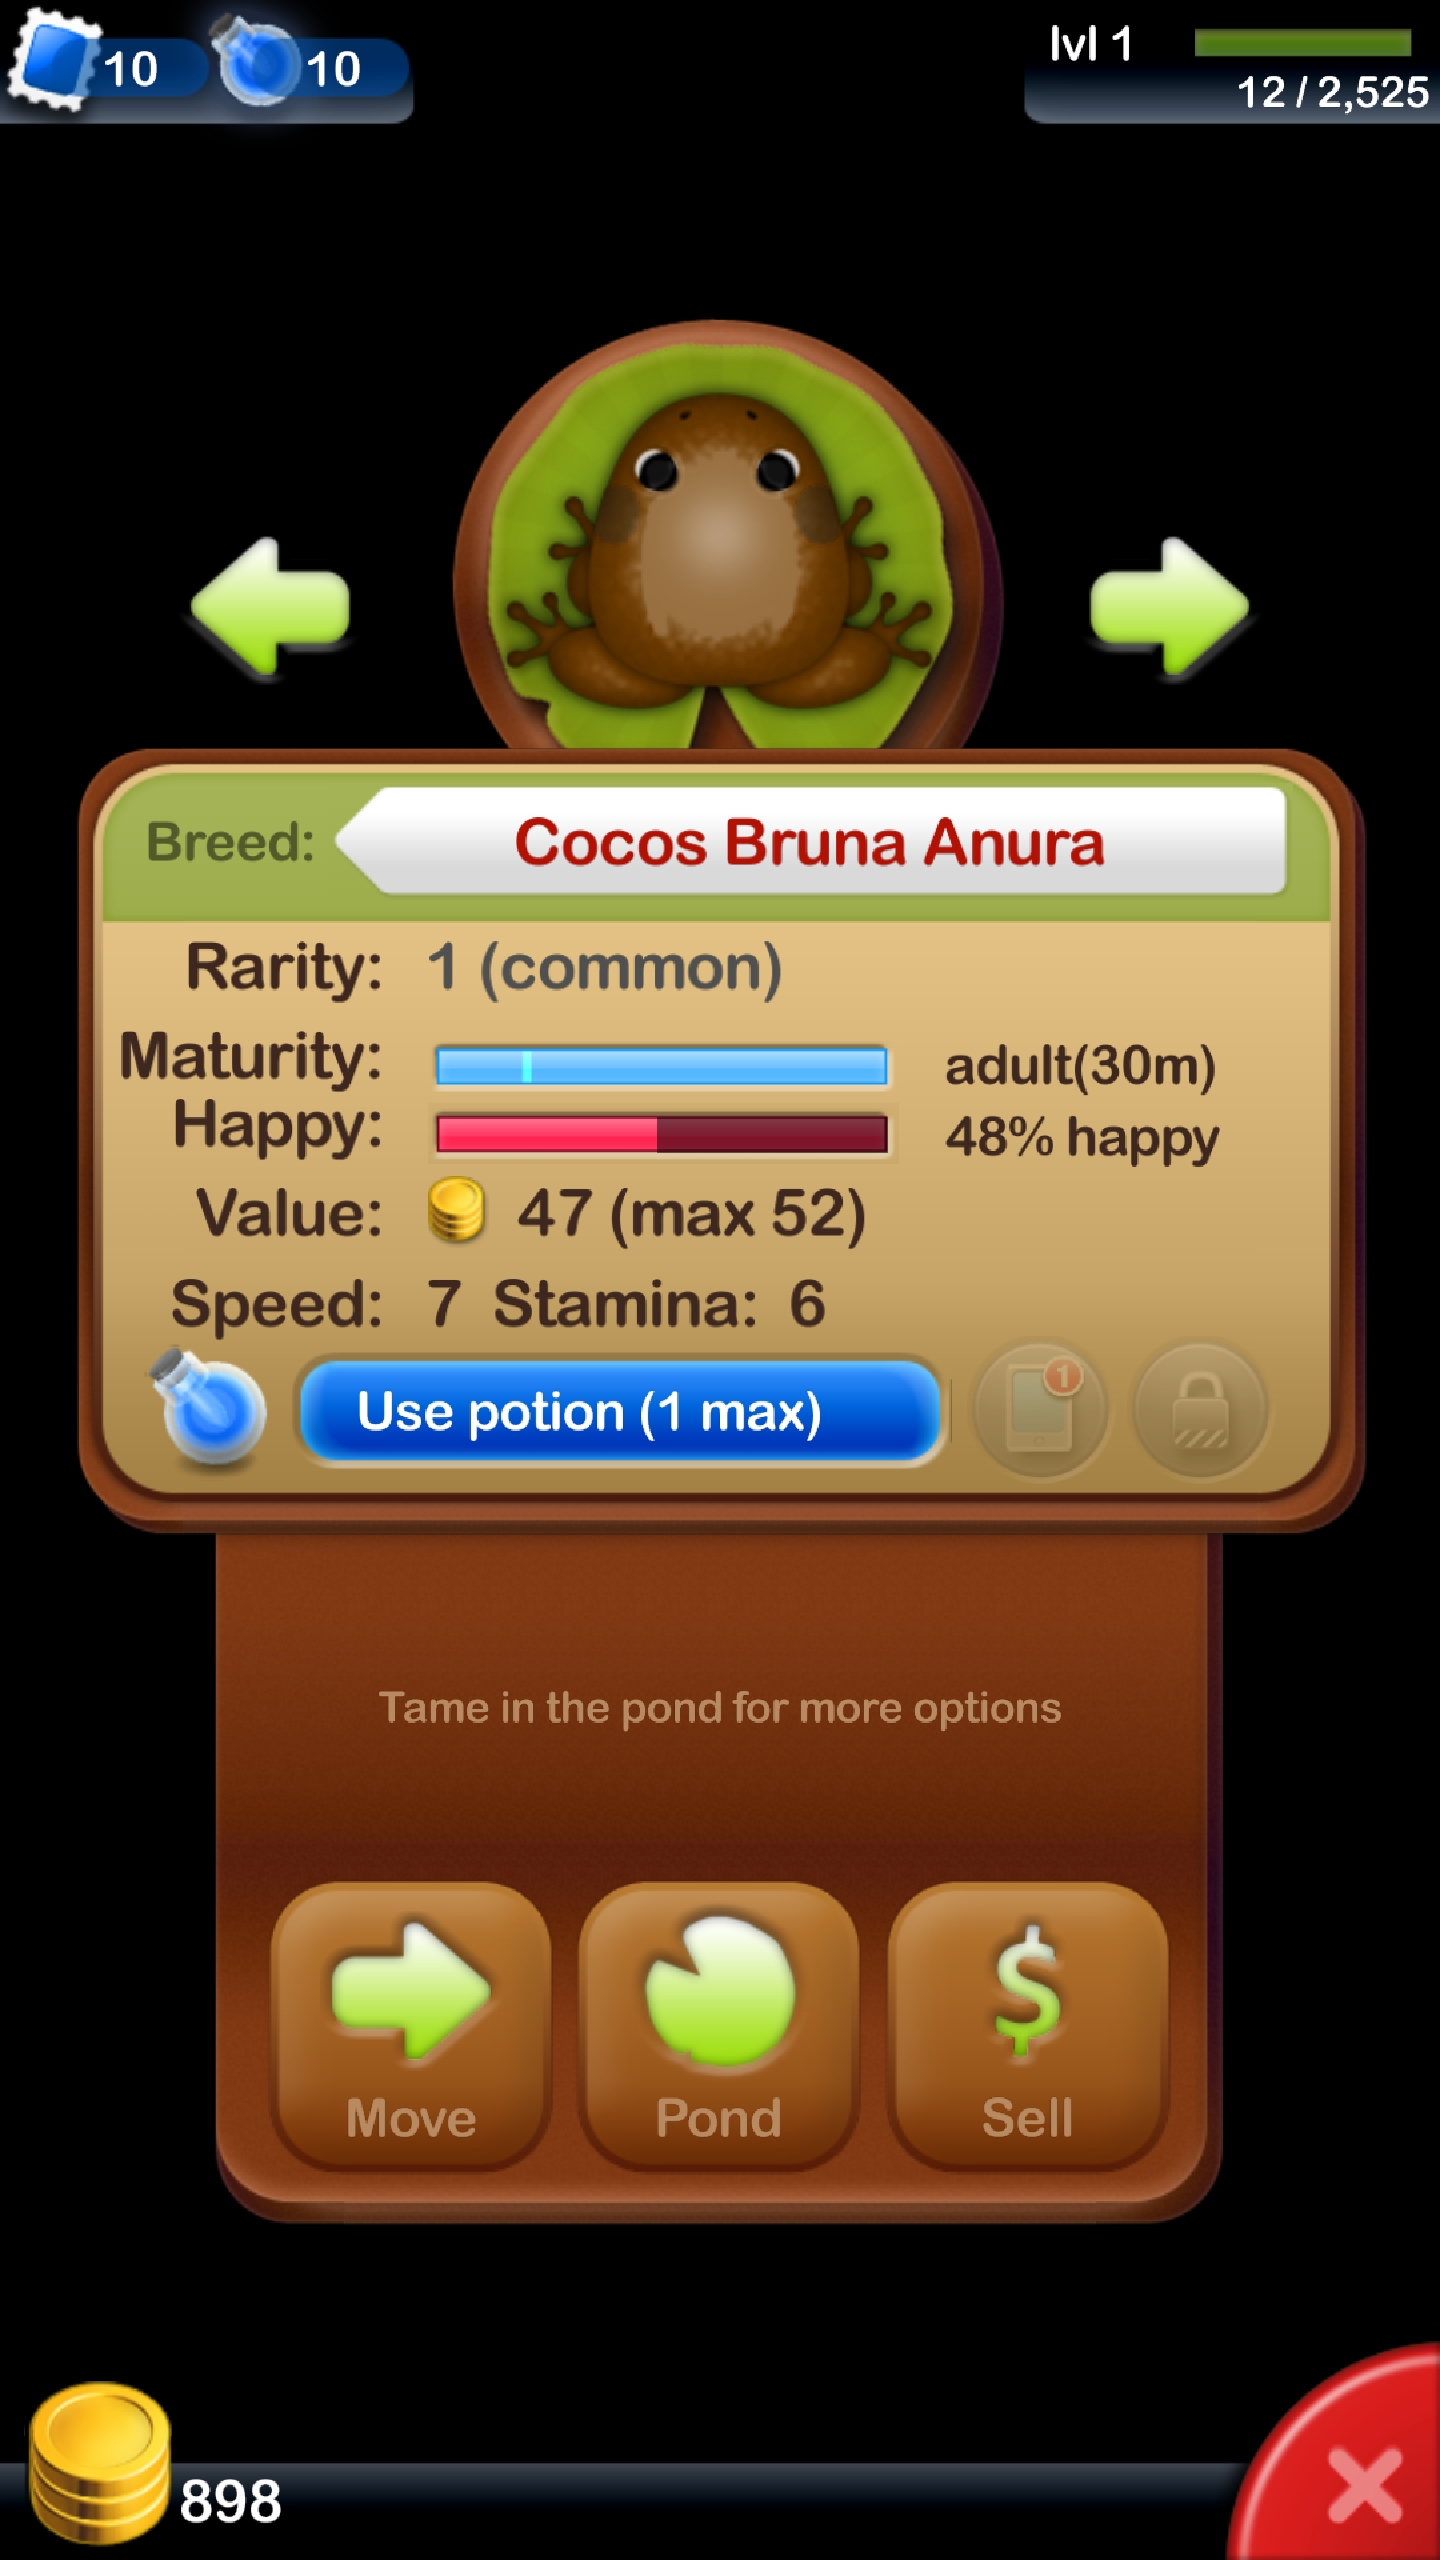 10
10
lvl 1
12 / 2,525
Breed:
Cocos Bruna Anura
Rarity: 1 (common)
Maturity: adult(30m)
Happy: 48% happy
Value: 47 (max 52)
Speed: 7 Stamina: 6
Use potion (1 max)
1
Tame in the pond for more options
$
Move
Pond
Sell
898